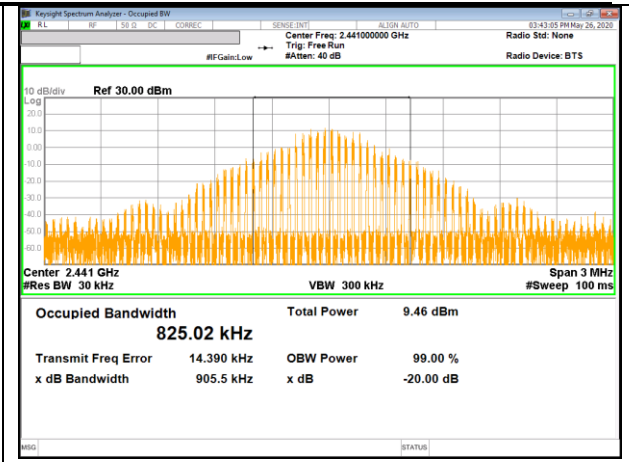 Keysight Spectrum Analyzer - Occupied BW
RL RF 50 Ω DC CORREC SENSE:INT ALIGN AUTO 03:43:05 PM May 26, 2020
Center Freq: 2.441000000 GHz Radio Std: None
Trig: Free Run
#IFGain:Low #Atten: 40 dB Radio Device: BTS
10 dB/div Ref 30.00 dBm
Log
20.0
10.0
0.00
-10.0
-20.0
-30.0
-40.0
-50.0
-60.0
Center 2.441 GHz Span 3 MHz
#Res BW 30 kHz VBW 300 kHz #Sweep 100 ms
Occupied Bandwidth Total Power 9.46 dBm
825.02 kHz
Transmit Freq Error 14.390 kHz OBW Power 99.00 %
x dB Bandwidth 905.5 kHz x dB -20.00 dB
MSG STATUS